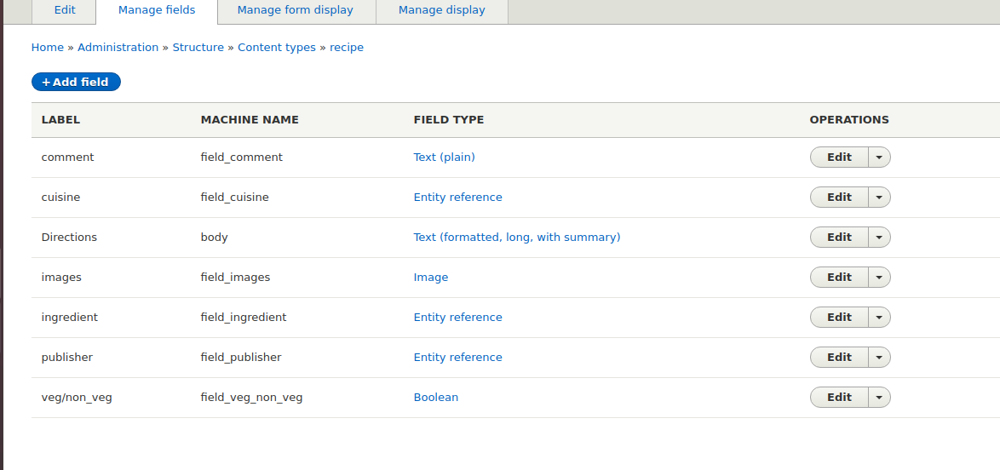 Edit Manage fields Manage form display Manage display
Home » Administration » Structure » Content types » recipe
+ Add field
LABEL MACHINE NAME FIELD TYPE OPERATIONS
comment field_comment Text (plain) Edit
cuisine field_cuisine Entity reference Edit
Directions body Text (formatted, long, with summary) Edit
images field_images Image Edit
ingredient field_ingredient Entity reference Edit
publisher field_publisher Entity reference Edit
veg/non_veg field_veg_non_veg Boolean Edit